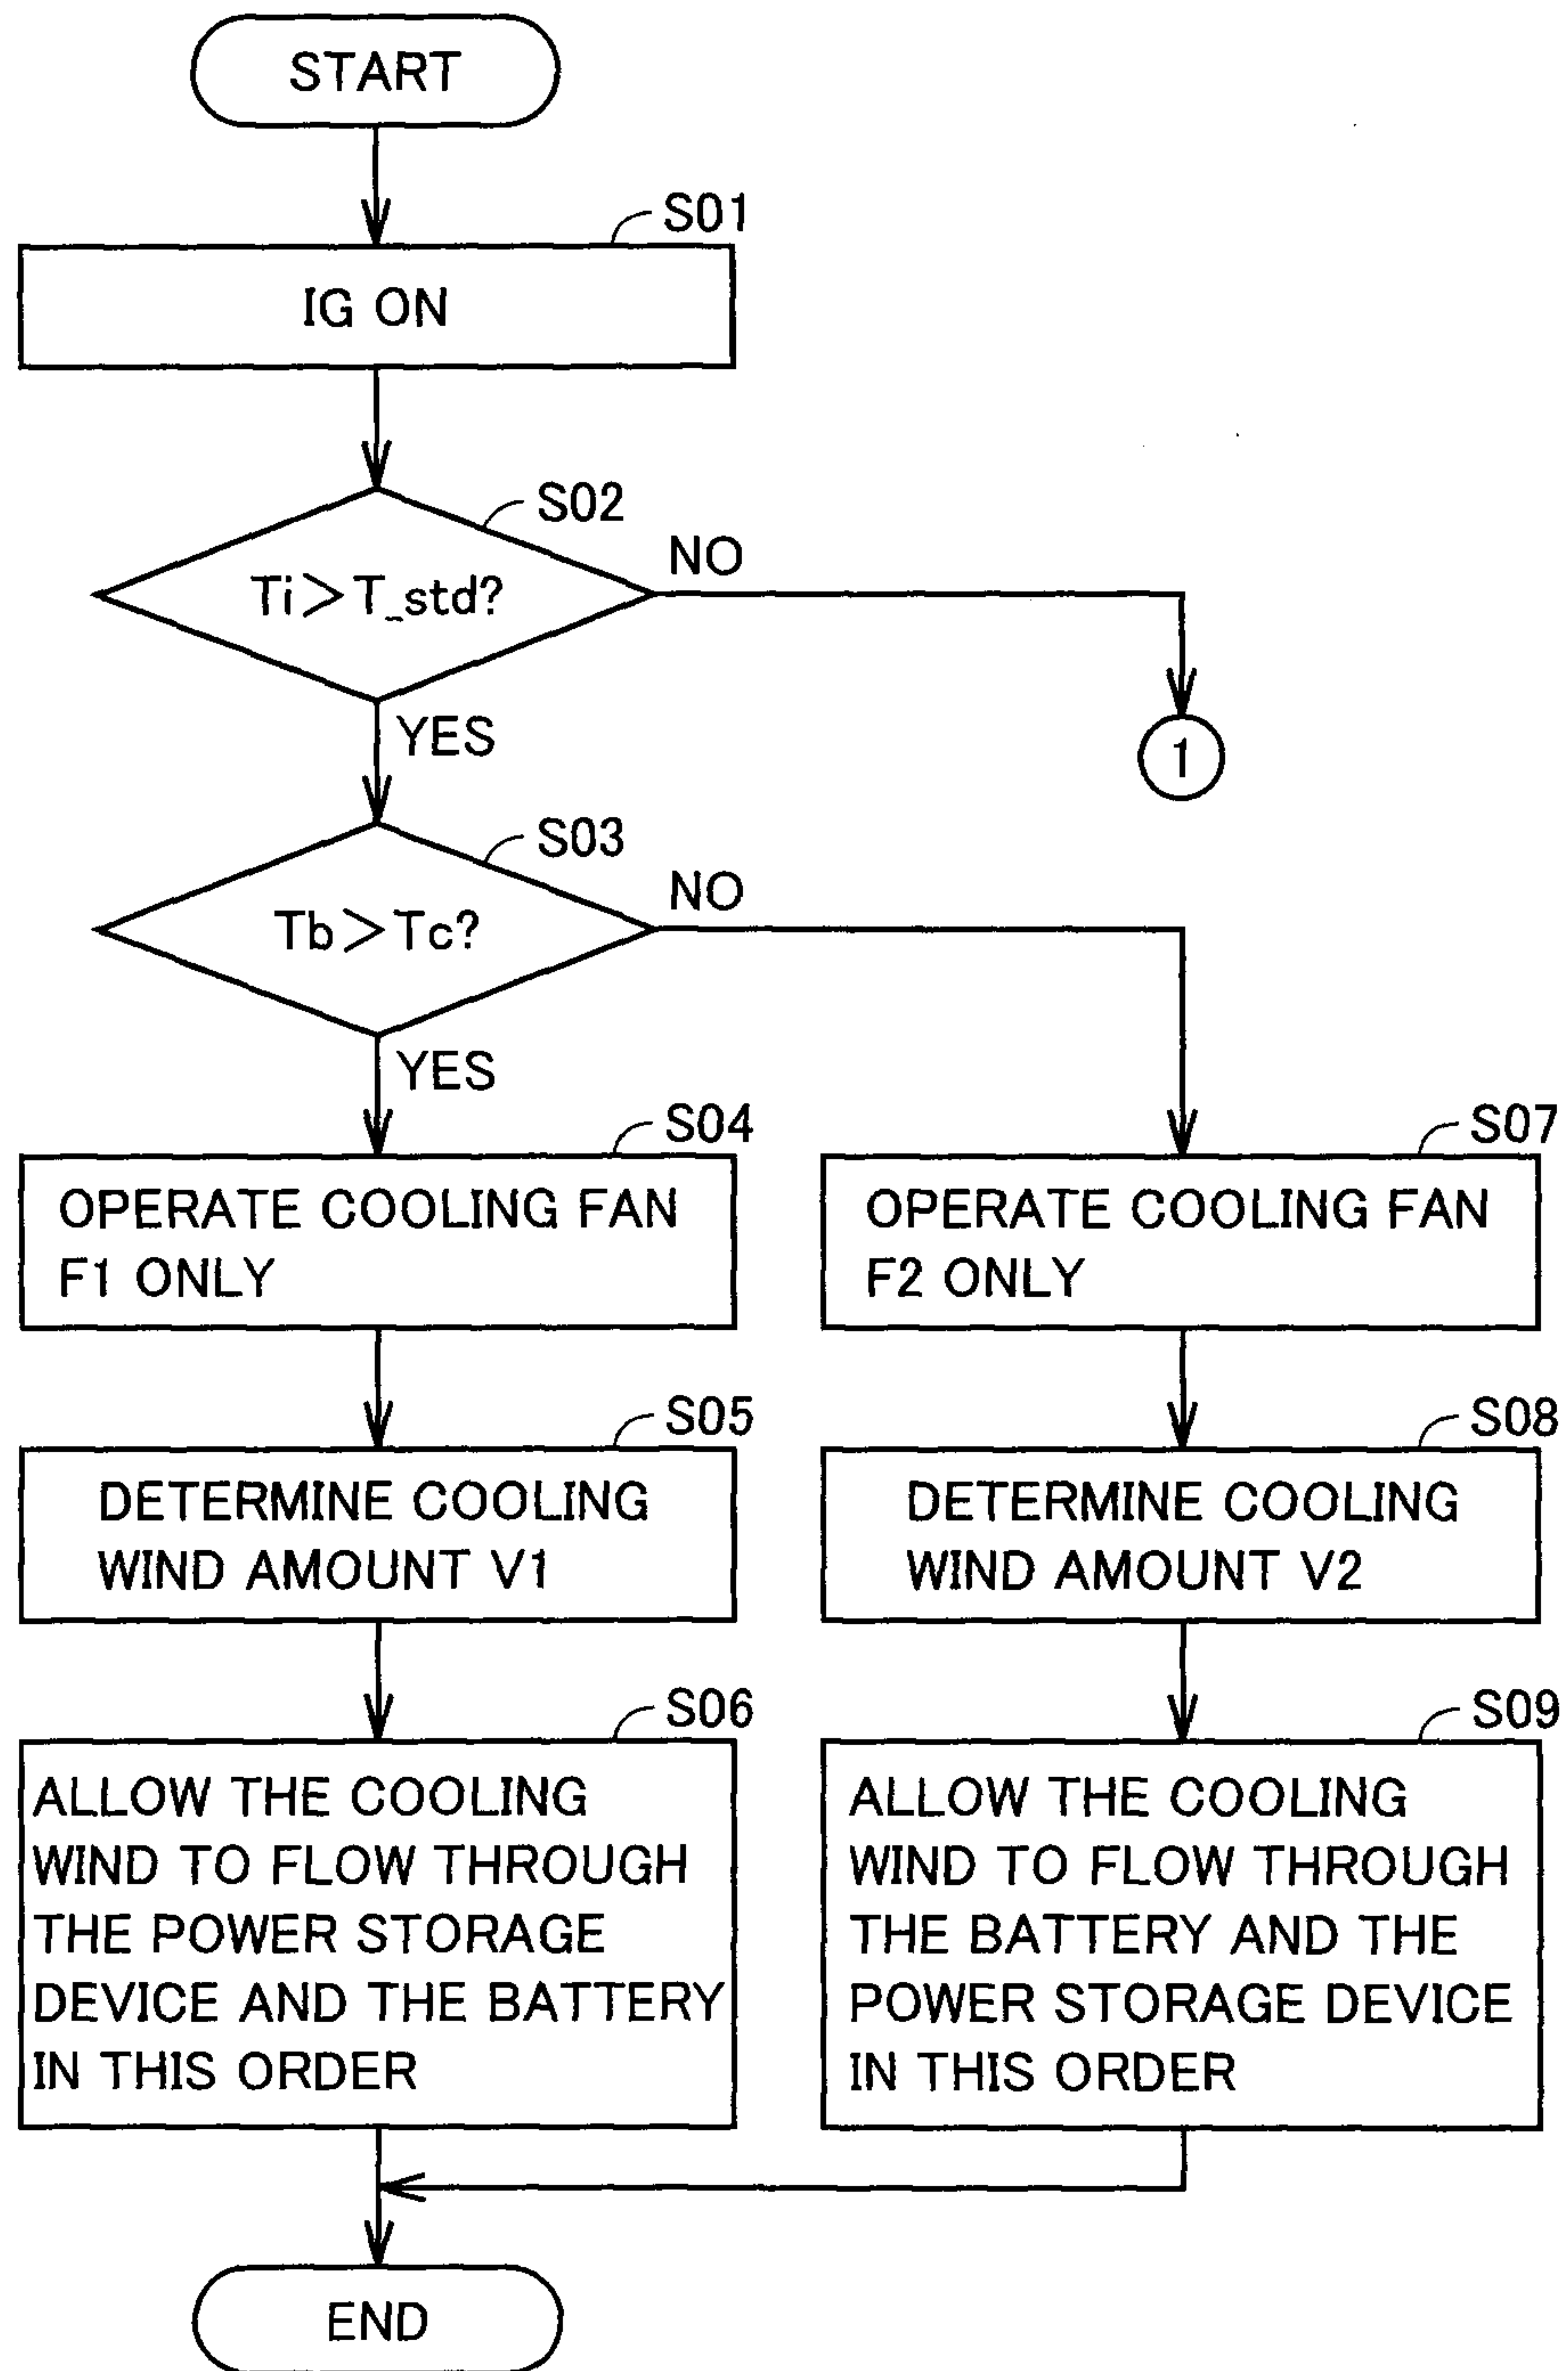 START
S01
IG ON
S02
Ti＞T_std?
NO
1
YES
S03
Tb＞Tc?
NO
YES
S04
OPERATE COOLING FAN
F1 ONLY
S07
OPERATE COOLING FAN
F2 ONLY
S05
DETERMINE COOLING
WIND AMOUNT V1
S08
DETERMINE COOLING
WIND AMOUNT V2
S06
ALLOW THE COOLING
WIND TO FLOW THROUGH
THE POWER STORAGE
DEVICE AND THE BATTERY
IN THIS ORDER
S09
ALLOW THE COOLING
WIND TO FLOW THROUGH
THE BATTERY AND THE
POWER STORAGE DEVICE
IN THIS ORDER
END